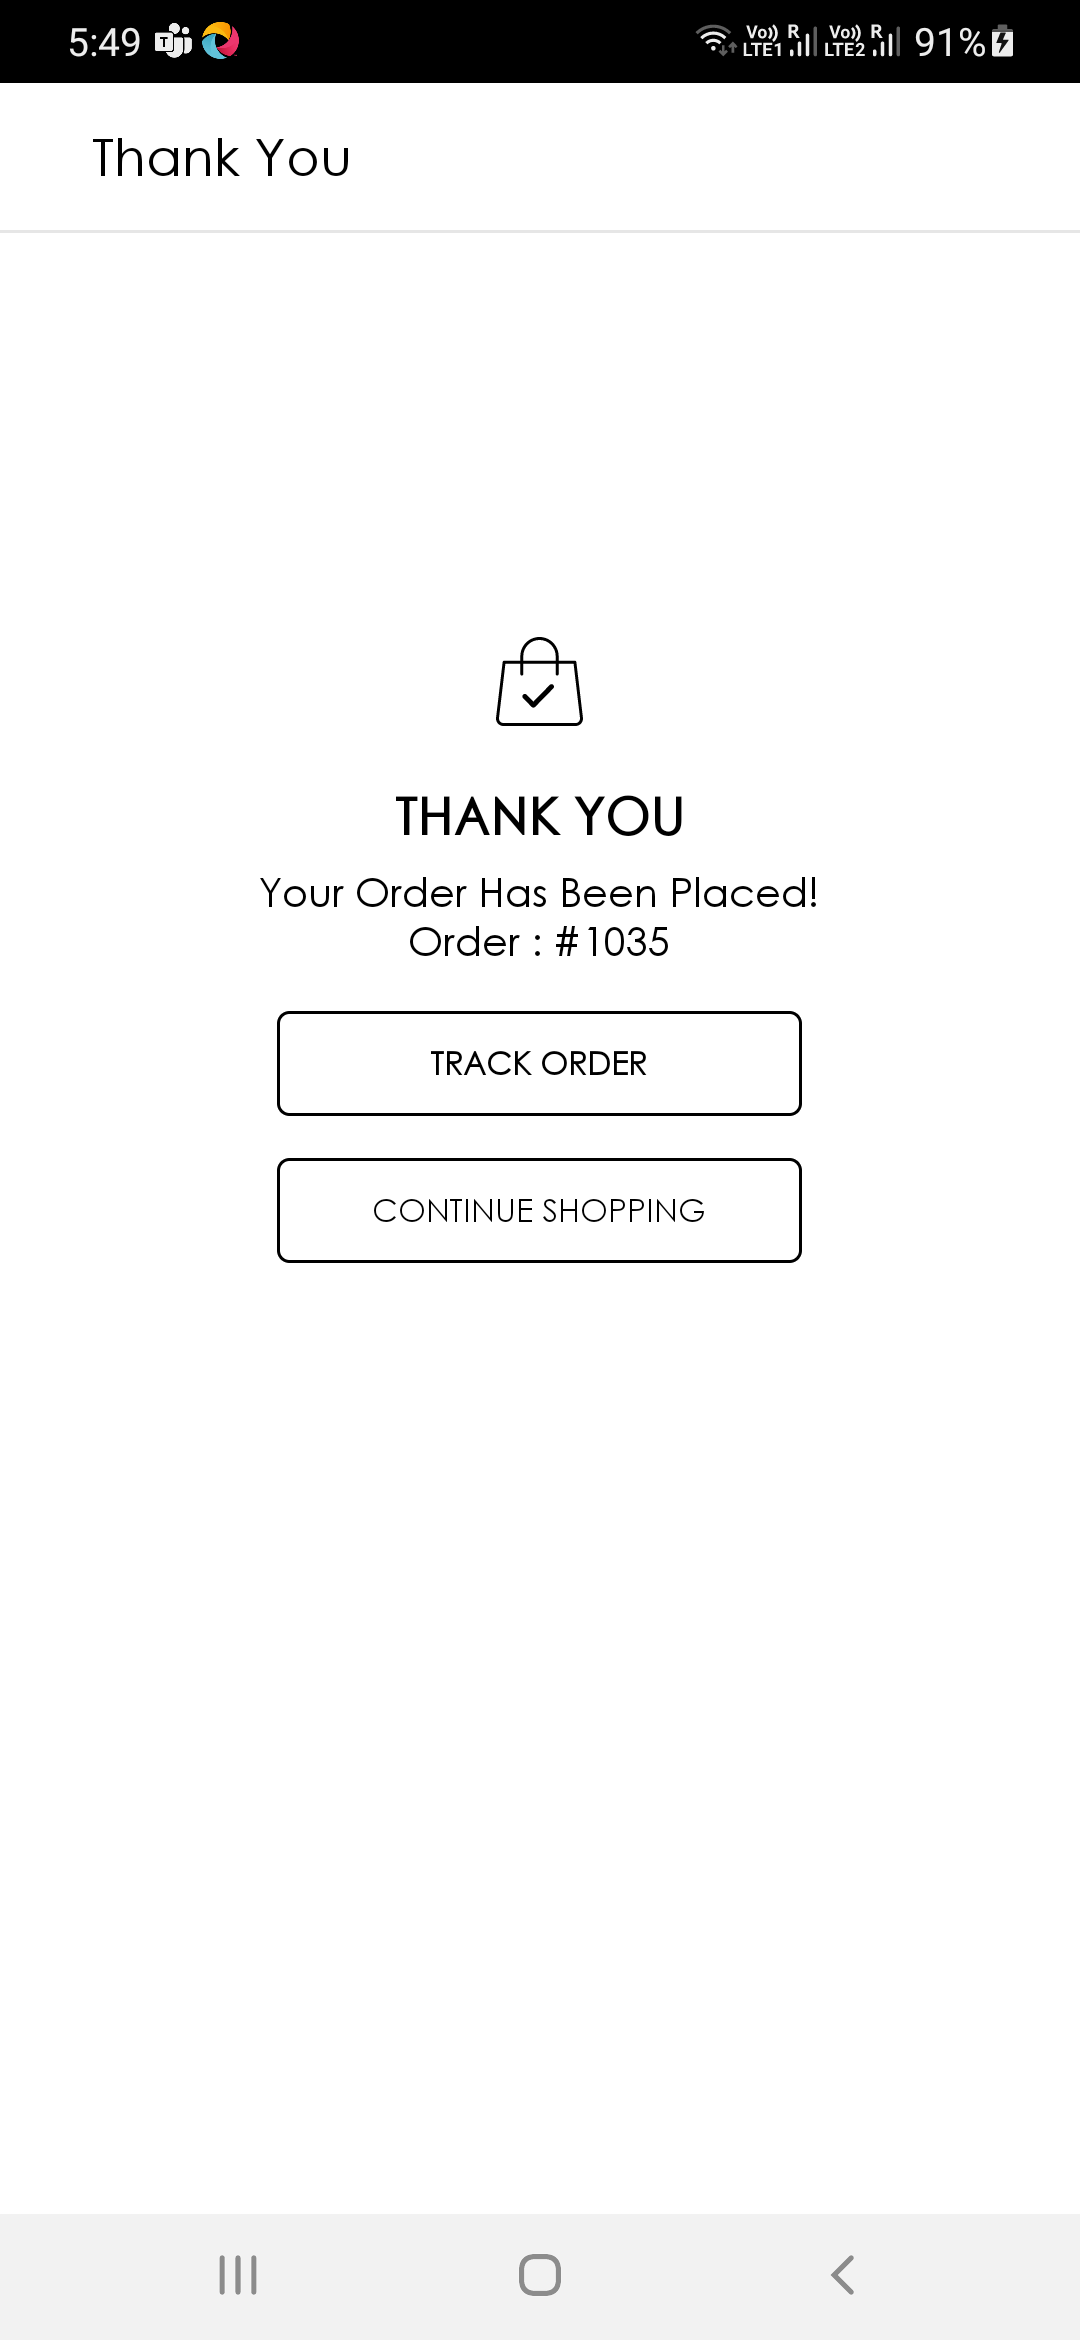 5:49 Vo)) LTE1 R Vo)) LTE2 R 91%
Thank You
THANK YOU
Your Order Has Been Placed!
Order : #1035
TRACK ORDER
CONTINUE SHOPPING